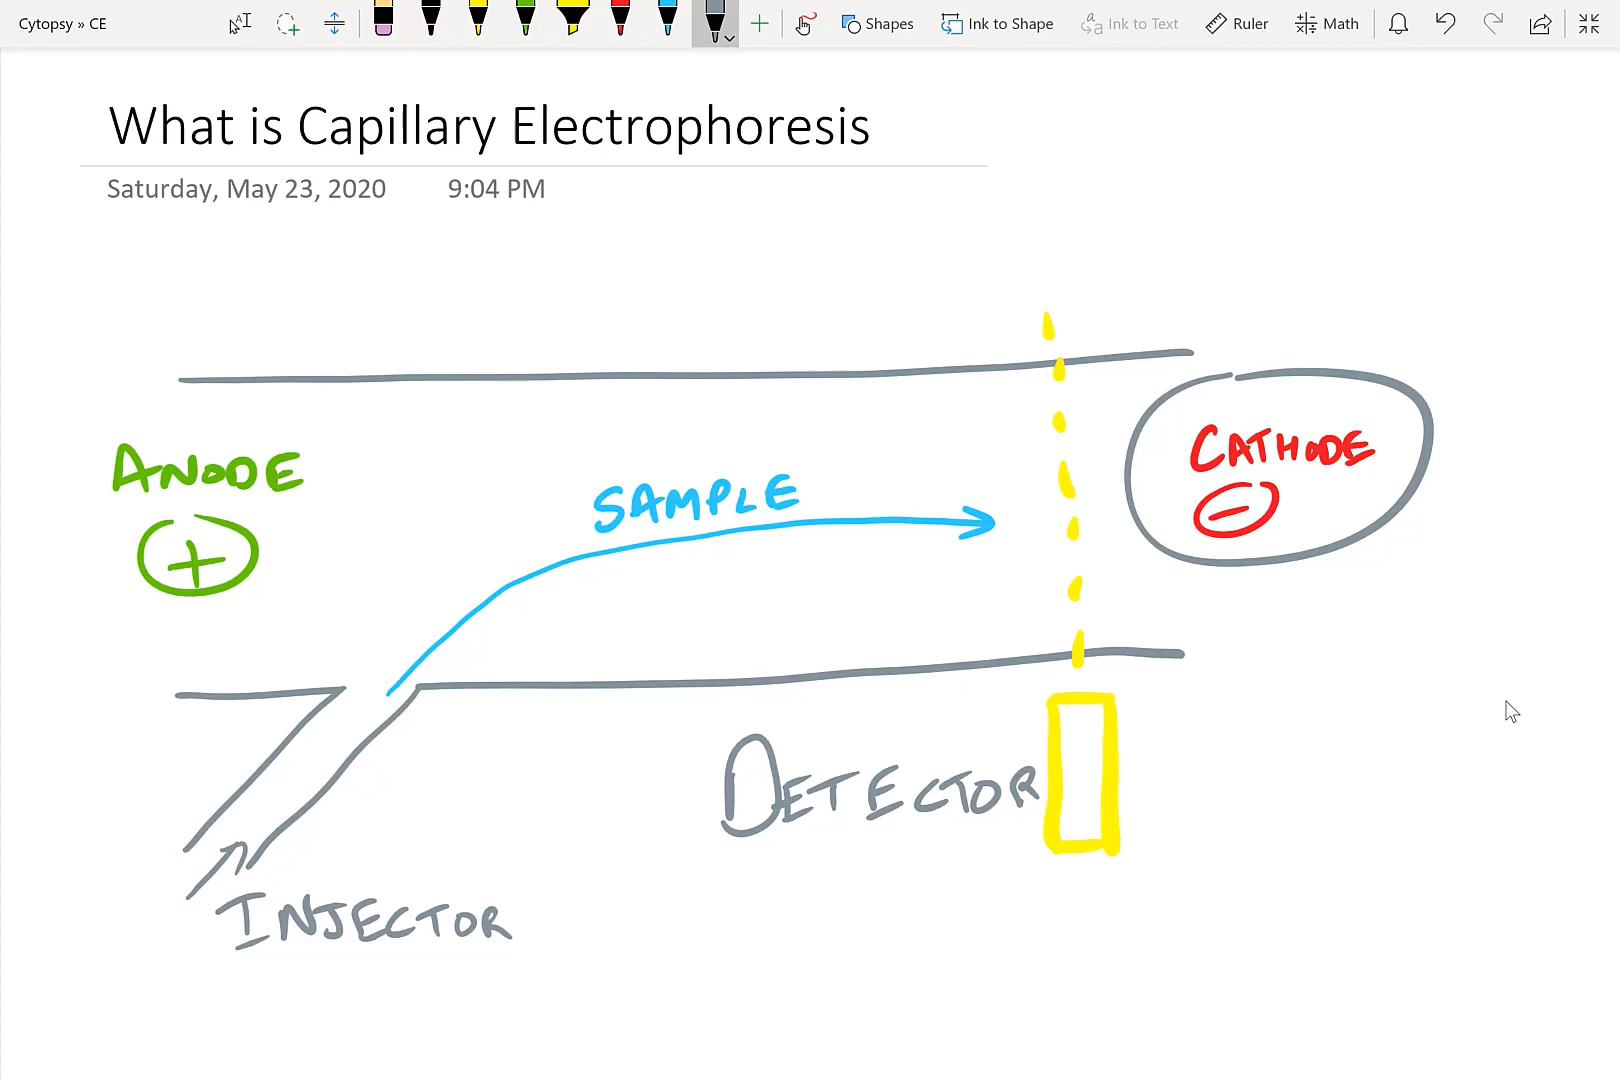 Cytopsy » CE
Shapes
Ink to Shape
Ink to Text
Ruler
Math
What is Capillary Electrophoresis
Saturday, May 23, 2020 9:04 PM
ANODE
+
SAMPLE
CATHODE
−
DETECTOR
INJECTOR